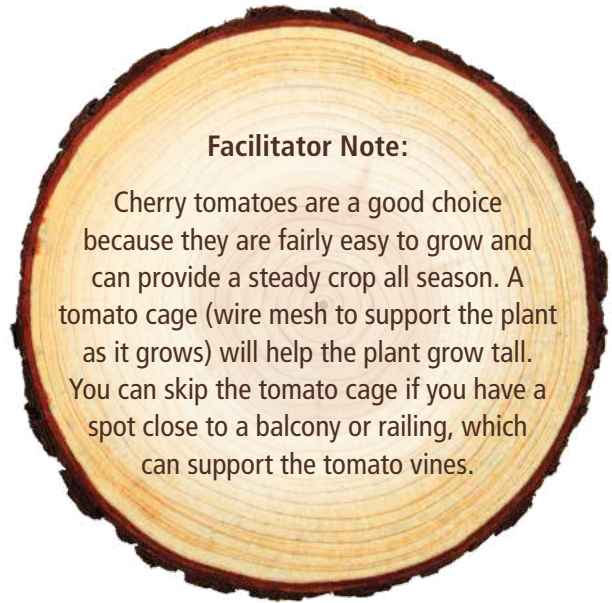 Facilitator Note:
Cherry tomatoes are a good choice
because they are fairly easy to grow and
can provide a steady crop all season. A
tomato cage (wire mesh to support the plant
as it grows) will help the plant grow tall.
You can skip the tomato cage if you have a
spot close to a balcony or railing, which
can support the tomato vines.